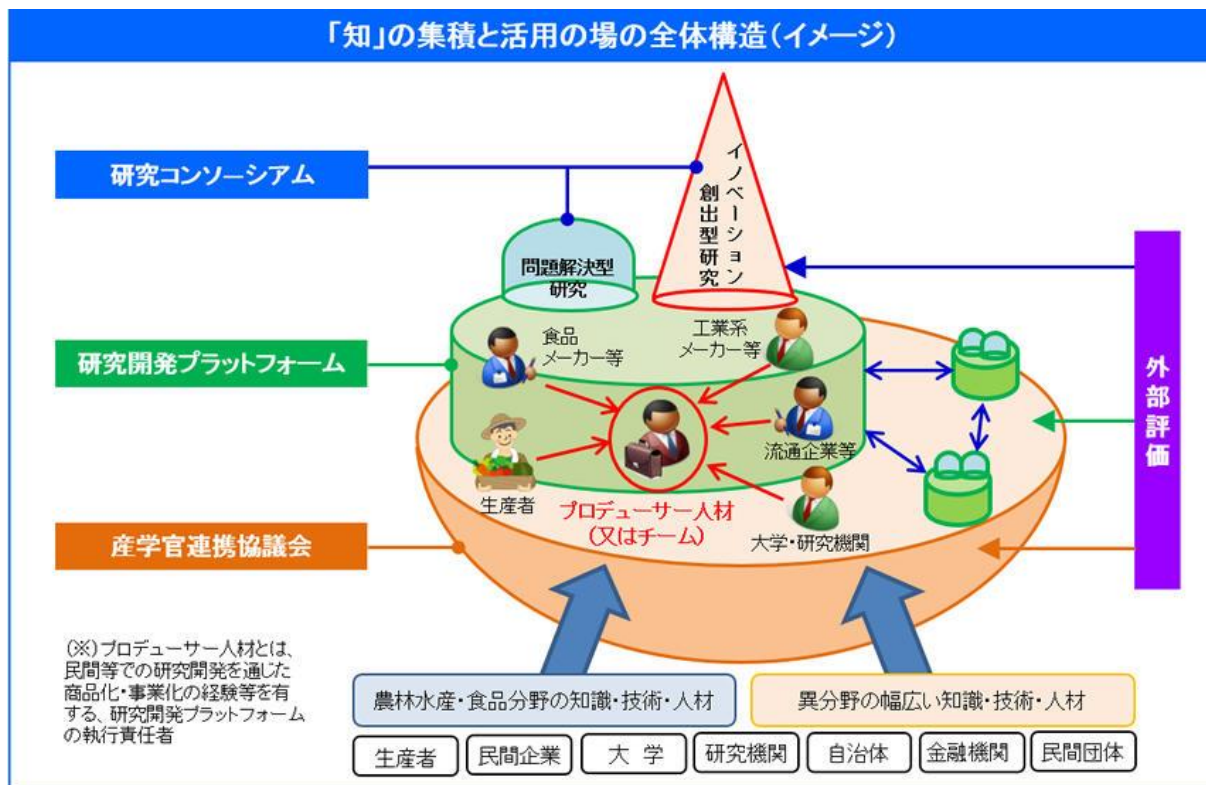 「知」の集積と活用の場の全体構造(イメージ)
研究コンソーシアム
イノベーション
創出型研究
問題解決型
研究
食品
メーカー等
工業系
メーカー等
研究開発プラットフォーム
外部評価
流通企業等
生産者
プロデューサー人材
(又はチーム)
大学・研究機関
産学官連携協議会
(※)プロデューサー人材とは、
民間等での研究開発を通じた
商品化・事業化の経験等を有
する、研究開発プラットフォーム
の執行責任者
農林水産・食品分野の知識・技術・人材
異分野の幅広い知識・技術・人材
生産者
民間企業
大 学
研究機関
自治体
金融機関
民間団体